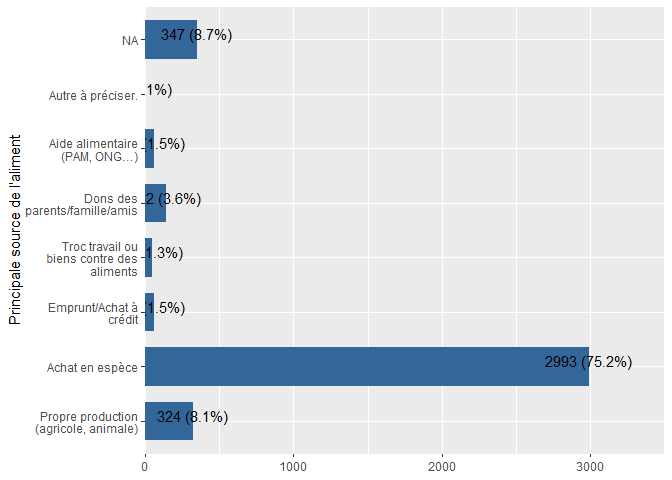 Principale source de l'aliment
NA
347 (8.7%)
Autre à préciser.
1%)
Aide alimentaire
(PAM, ONG...)
1.5%)
Dons des
parents/famille/amis
2 (3.6%)
Troc travail ou
biens contre des
aliments
1.3%)
Emprunt/Achat à
crédit
1.5%)
Achat en espèce
2993 (75.2%)
Propre production
(agricole, animale)
324 (8.1%)
0 1000 2000 3000